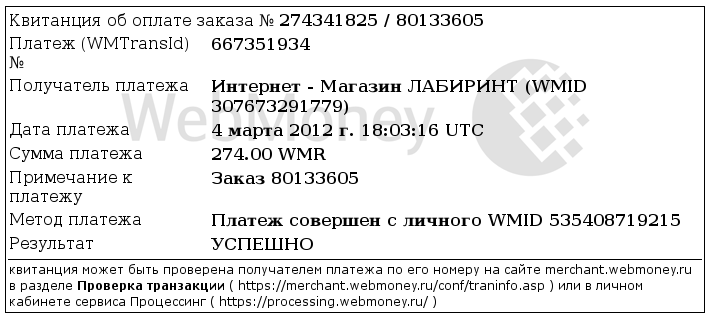 Квитанция об оплате заказа № 274341825 / 80133605
Платеж (WMTransId) № 667351934
Получатель платежа Интернет - Магазин ЛАБИРИНТ (WMID 307673291779)
WebMoney
Дата платежа 4 марта 2012 г. 18:03:16 UTC
Сумма платежа 274.00 WMR
Примечание к платежу Заказ 80133605
Метод платежа Платеж совершен с личного WMID 535408719215
Результат УСПЕШНО
квитанция может быть проверена получателем платежа по его номеру на сайте merchant.webmoney.ru
в разделе Проверка транзакции ( https://merchant.webmoney.ru/conf/traninfo.asp ) или в личном
кабинете сервиса Процессинг ( https://processing.webmoney.ru/ )